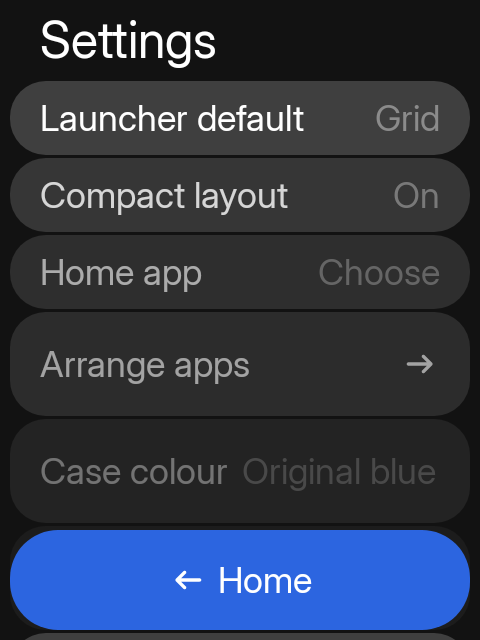 Settings
Launcher default Grid
Compact layout On
Home app Choose
Arrange apps →
Case colour Original blue
← Home